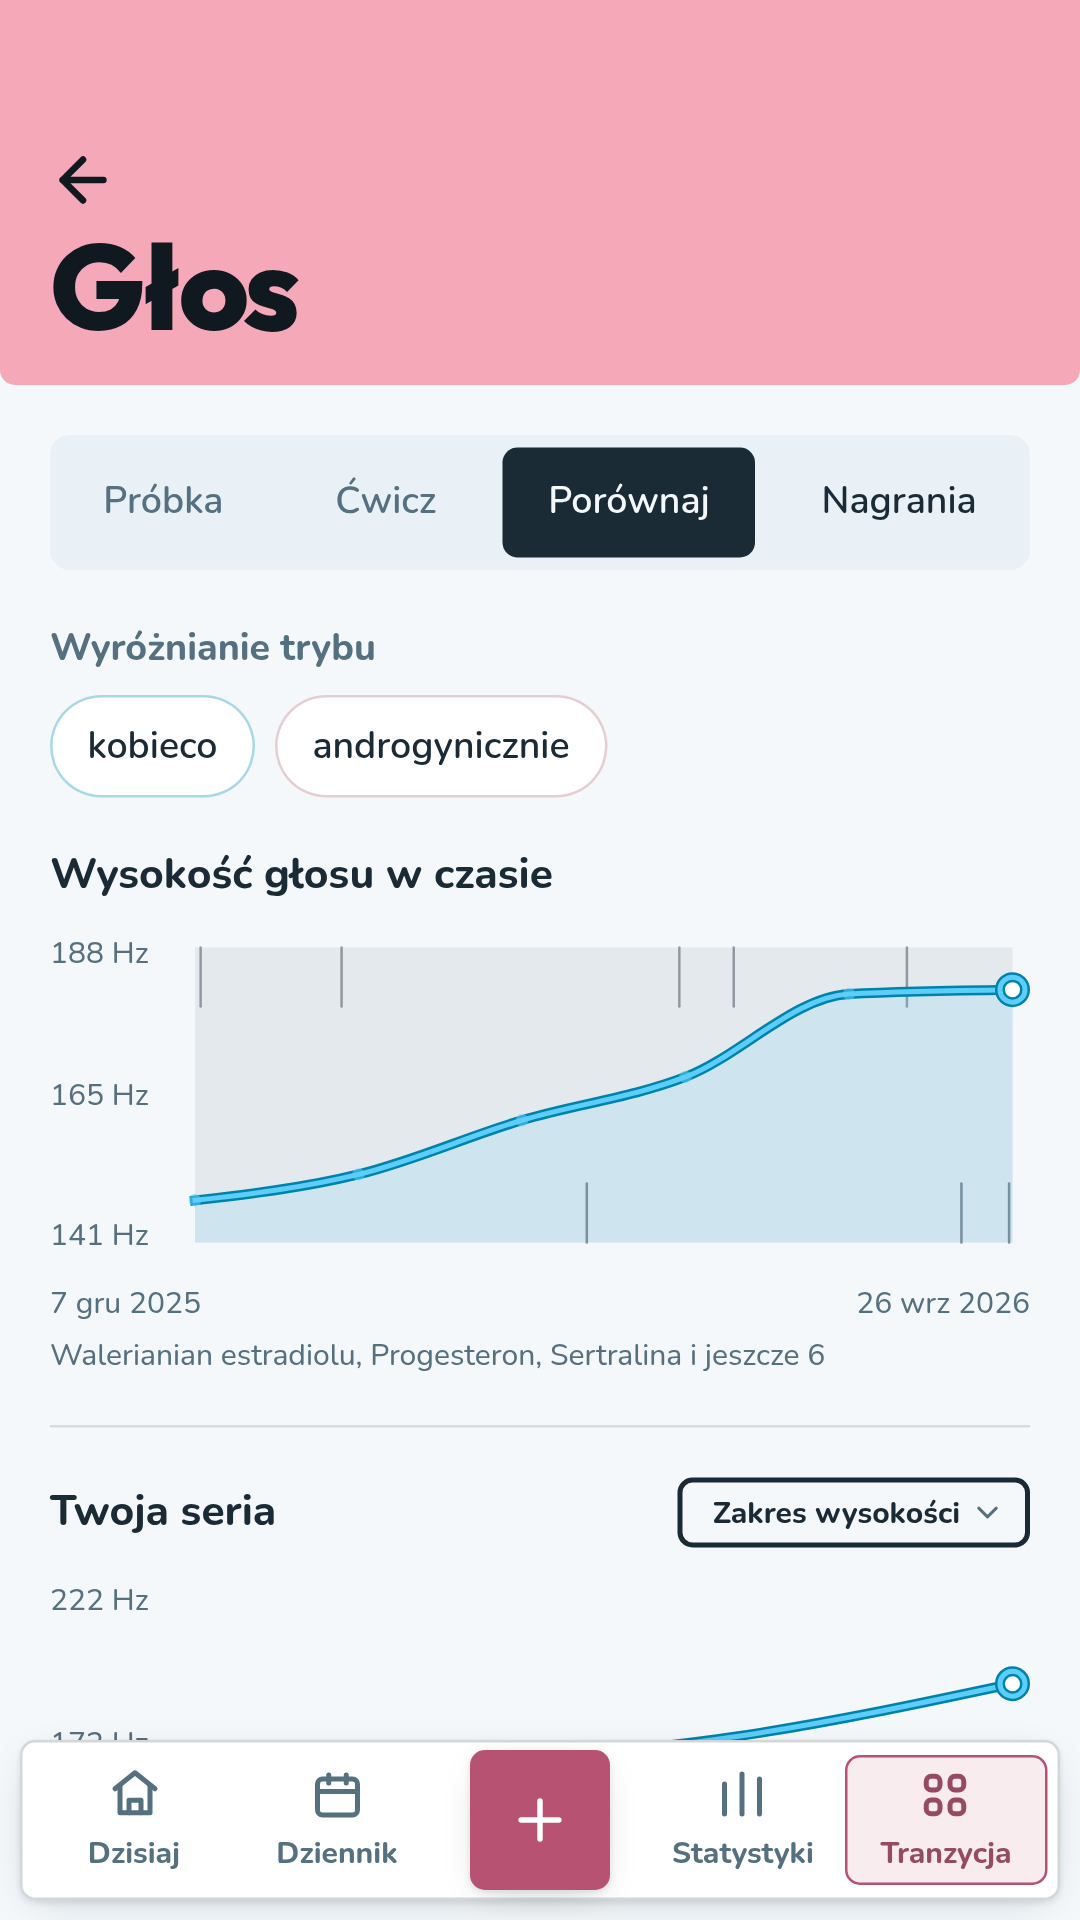 Głos
Próbka
Ćwicz
Porównaj
Nagrania
Wyróżnianie trybu
kobieco
androgynicznie
Wysokość głosu w czasie
188 Hz
165 Hz
141 Hz
7 gru 2025
26 wrz 2026
Walerianian estradiolu, Progesteron, Sertralina i jeszcze 6
Twoja seria
Zakres wysokości
222 Hz
Dzisiaj
Dziennik
Statystyki
Tranzycja